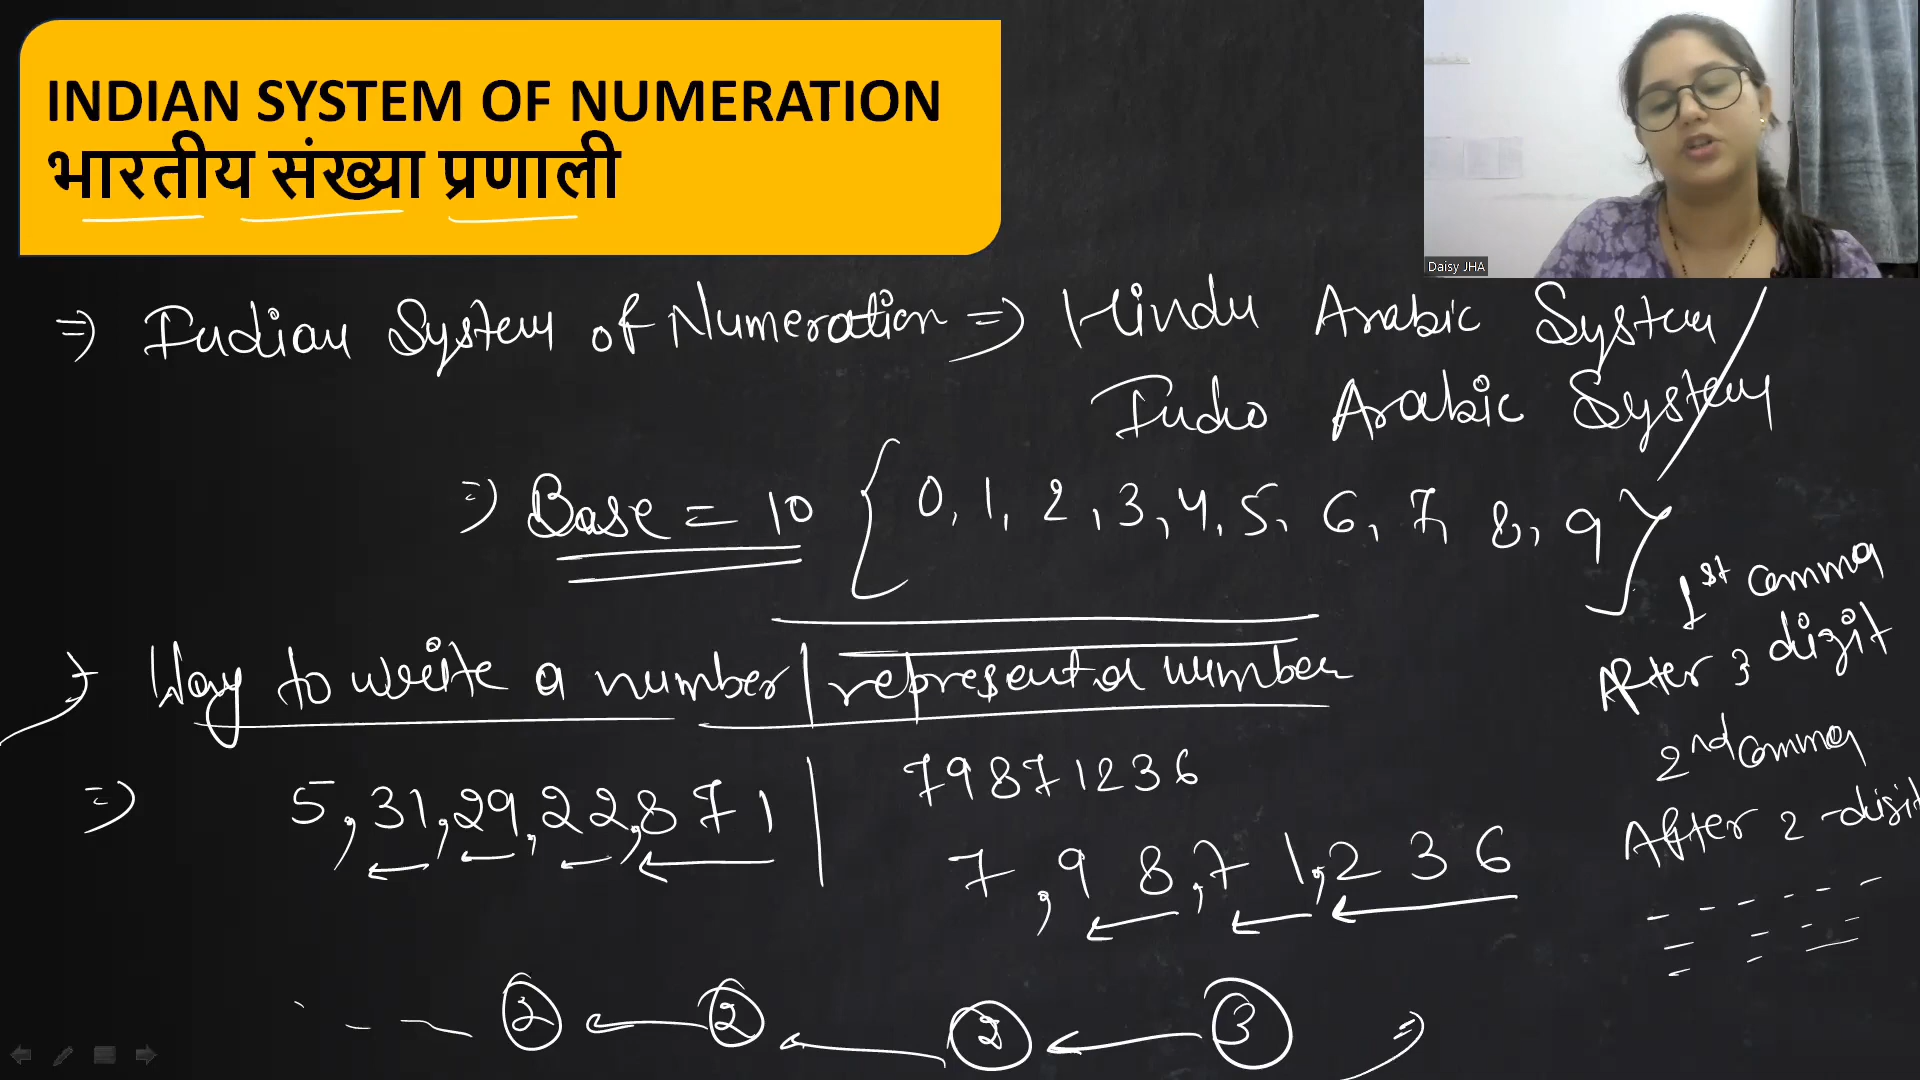 INDIAN SYSTEM OF NUMERATION
भारतीय संख्या प्रणाली
Daisy JHA
=) Indian System of Numeration =) Hindu Arabic System
Indo Arabic System
=) Base = 10 { 0, 1, 2, 3, 4, 5, 6, 7, 8, 9 }
1st comma
After 3 digit
2nd comma
After 2-digit
Way to write a number | represent a number
=) 5,31,29,22,871
79871236
7,98,71,236
2 ← 2 ← 2 ← 3 =)